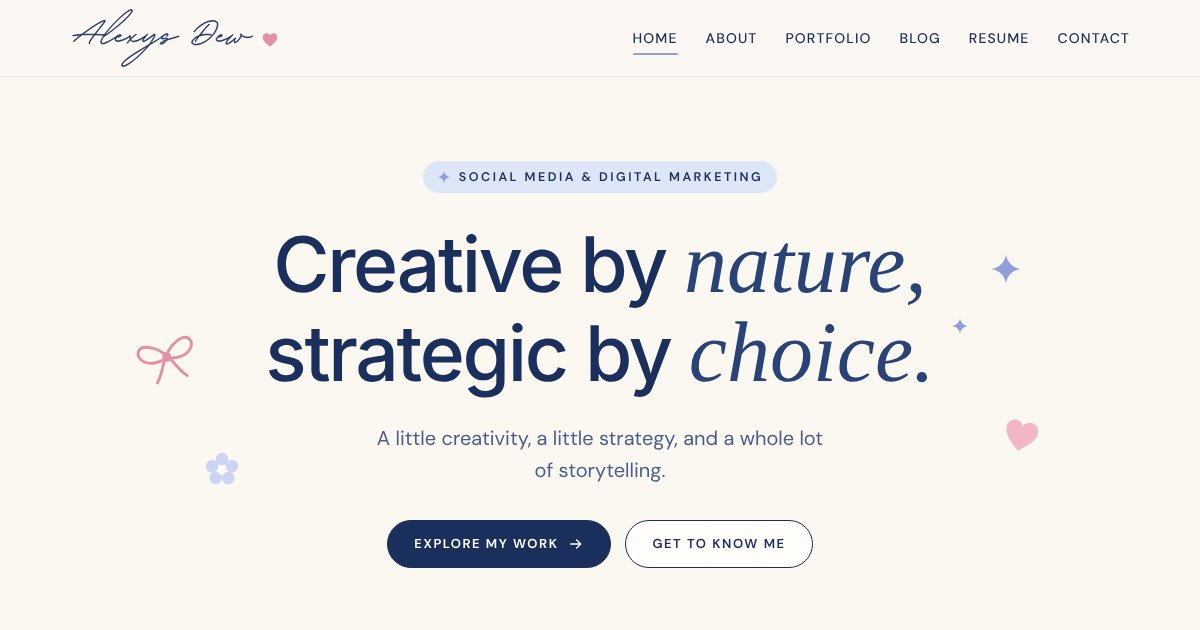 Alexys Dew
HOME ABOUT PORTFOLIO BLOG RESUME CONTACT
SOCIAL MEDIA & DIGITAL MARKETING
Creative by nature,
strategic by choice.
A little creativity, a little strategy, and a whole lot
of storytelling.
EXPLORE MY WORK →
GET TO KNOW ME